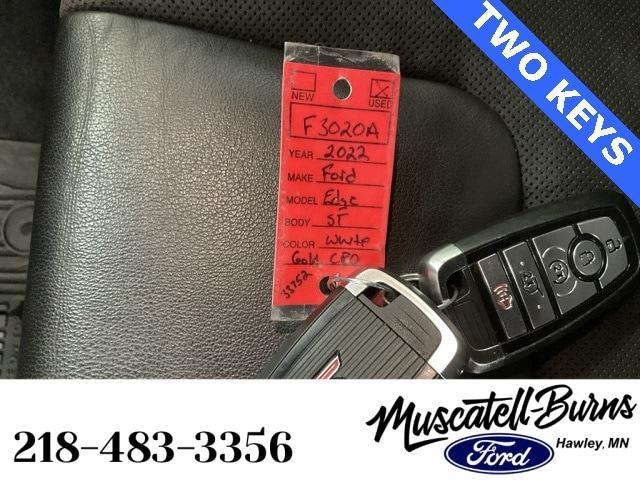 TWO KEYS
NEW
USED
F3020A
YEAR 2022
MAKE Ford
MODEL Edge
BODY ST
COLOR White
Gold CPO
33752
218-483-3356
Muscatell-Burns
Ford
Hawley, MN